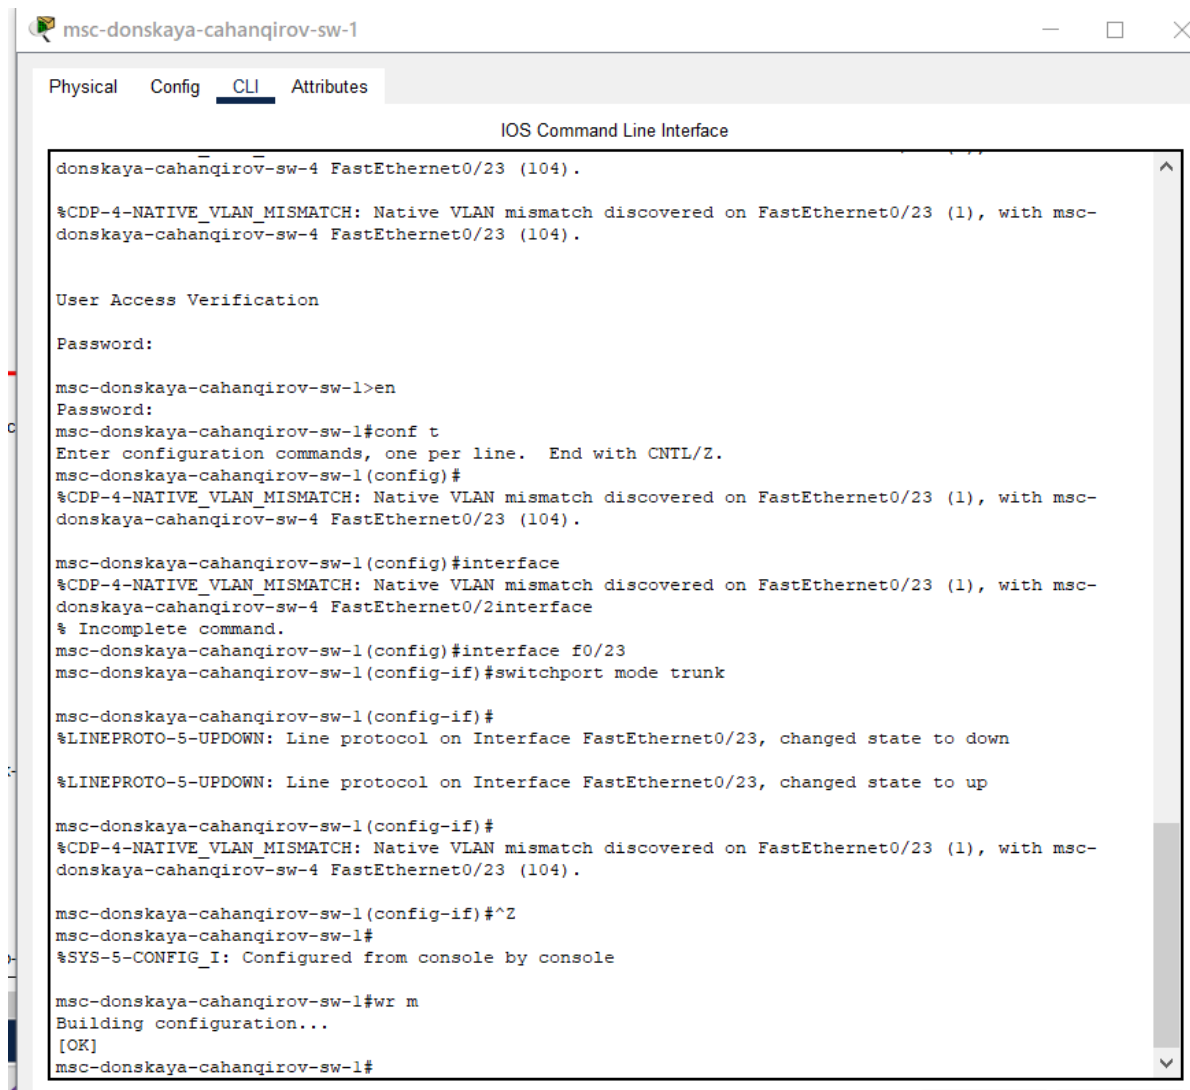 msc-donskaya-cahanqirov-sw-1
Physical Config CLI Attributes
IOS Command Line Interface
donskaya-cahanqirov-sw-4 FastEthernet0/23 (104).
%CDP-4-NATIVE_VLAN_MISMATCH: Native VLAN mismatch discovered on FastEthernet0/23 (1), with msc-
donskaya-cahanqirov-sw-4 FastEthernet0/23 (104).
User Access Verification
Password:
msc-donskaya-cahanqirov-sw-1>en
Password:
msc-donskaya-cahanqirov-sw-1#conf t
Enter configuration commands, one per line.  End with CNTL/Z.
msc-donskaya-cahanqirov-sw-1(config)#
%CDP-4-NATIVE_VLAN_MISMATCH: Native VLAN mismatch discovered on FastEthernet0/23 (1), with msc-
donskaya-cahanqirov-sw-4 FastEthernet0/23 (104).
msc-donskaya-cahanqirov-sw-1(config)#interface
%CDP-4-NATIVE_VLAN_MISMATCH: Native VLAN mismatch discovered on FastEthernet0/23 (1), with msc-
donskaya-cahanqirov-sw-4 FastEthernet0/2interface
% Incomplete command.
msc-donskaya-cahanqirov-sw-1(config)#interface f0/23
msc-donskaya-cahanqirov-sw-1(config-if)#switchport mode trunk
msc-donskaya-cahanqirov-sw-1(config-if)#
%LINEPROTO-5-UPDOWN: Line protocol on Interface FastEthernet0/23, changed state to down
%LINEPROTO-5-UPDOWN: Line protocol on Interface FastEthernet0/23, changed state to up
msc-donskaya-cahanqirov-sw-1(config-if)#
%CDP-4-NATIVE_VLAN_MISMATCH: Native VLAN mismatch discovered on FastEthernet0/23 (1), with msc-
donskaya-cahanqirov-sw-4 FastEthernet0/23 (104).
msc-donskaya-cahanqirov-sw-1(config-if)#^Z
msc-donskaya-cahanqirov-sw-1#
%SYS-5-CONFIG_I: Configured from console by console
msc-donskaya-cahanqirov-sw-1#wr m
Building configuration...
[OK]
msc-donskaya-cahanqirov-sw-1#